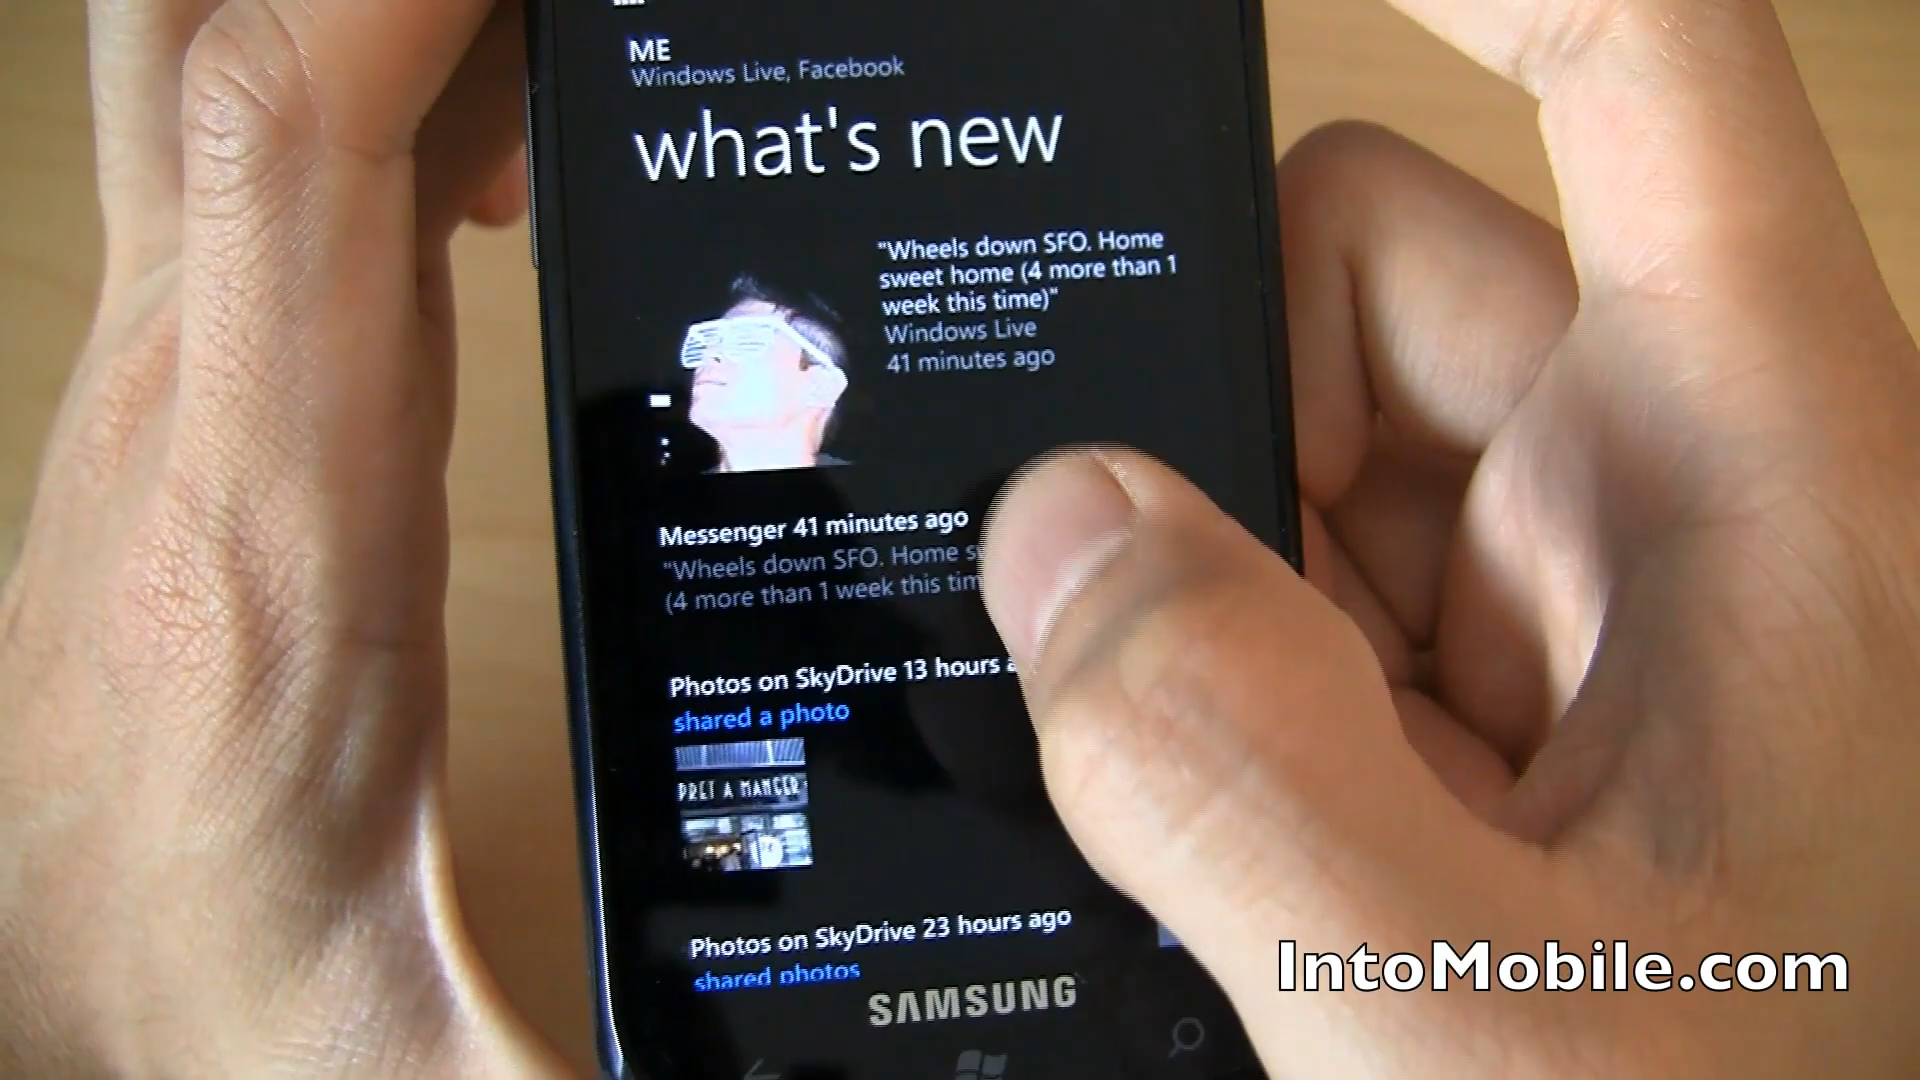 ME
Windows Live, Facebook
what's new
"Wheels down SFO. Home
sweet home (4 more than 1
week this time)"
Windows Live
41 minutes ago
Messenger 41 minutes ago
"Wheels down SFO. Home
(4 more than 1 week this
Photos on SkyDrive 13 hours
shared a photo
PRET A MANGER
Photos on SkyDrive 23 hours ago
shared photos
SAMSUNG
IntoMobile.com